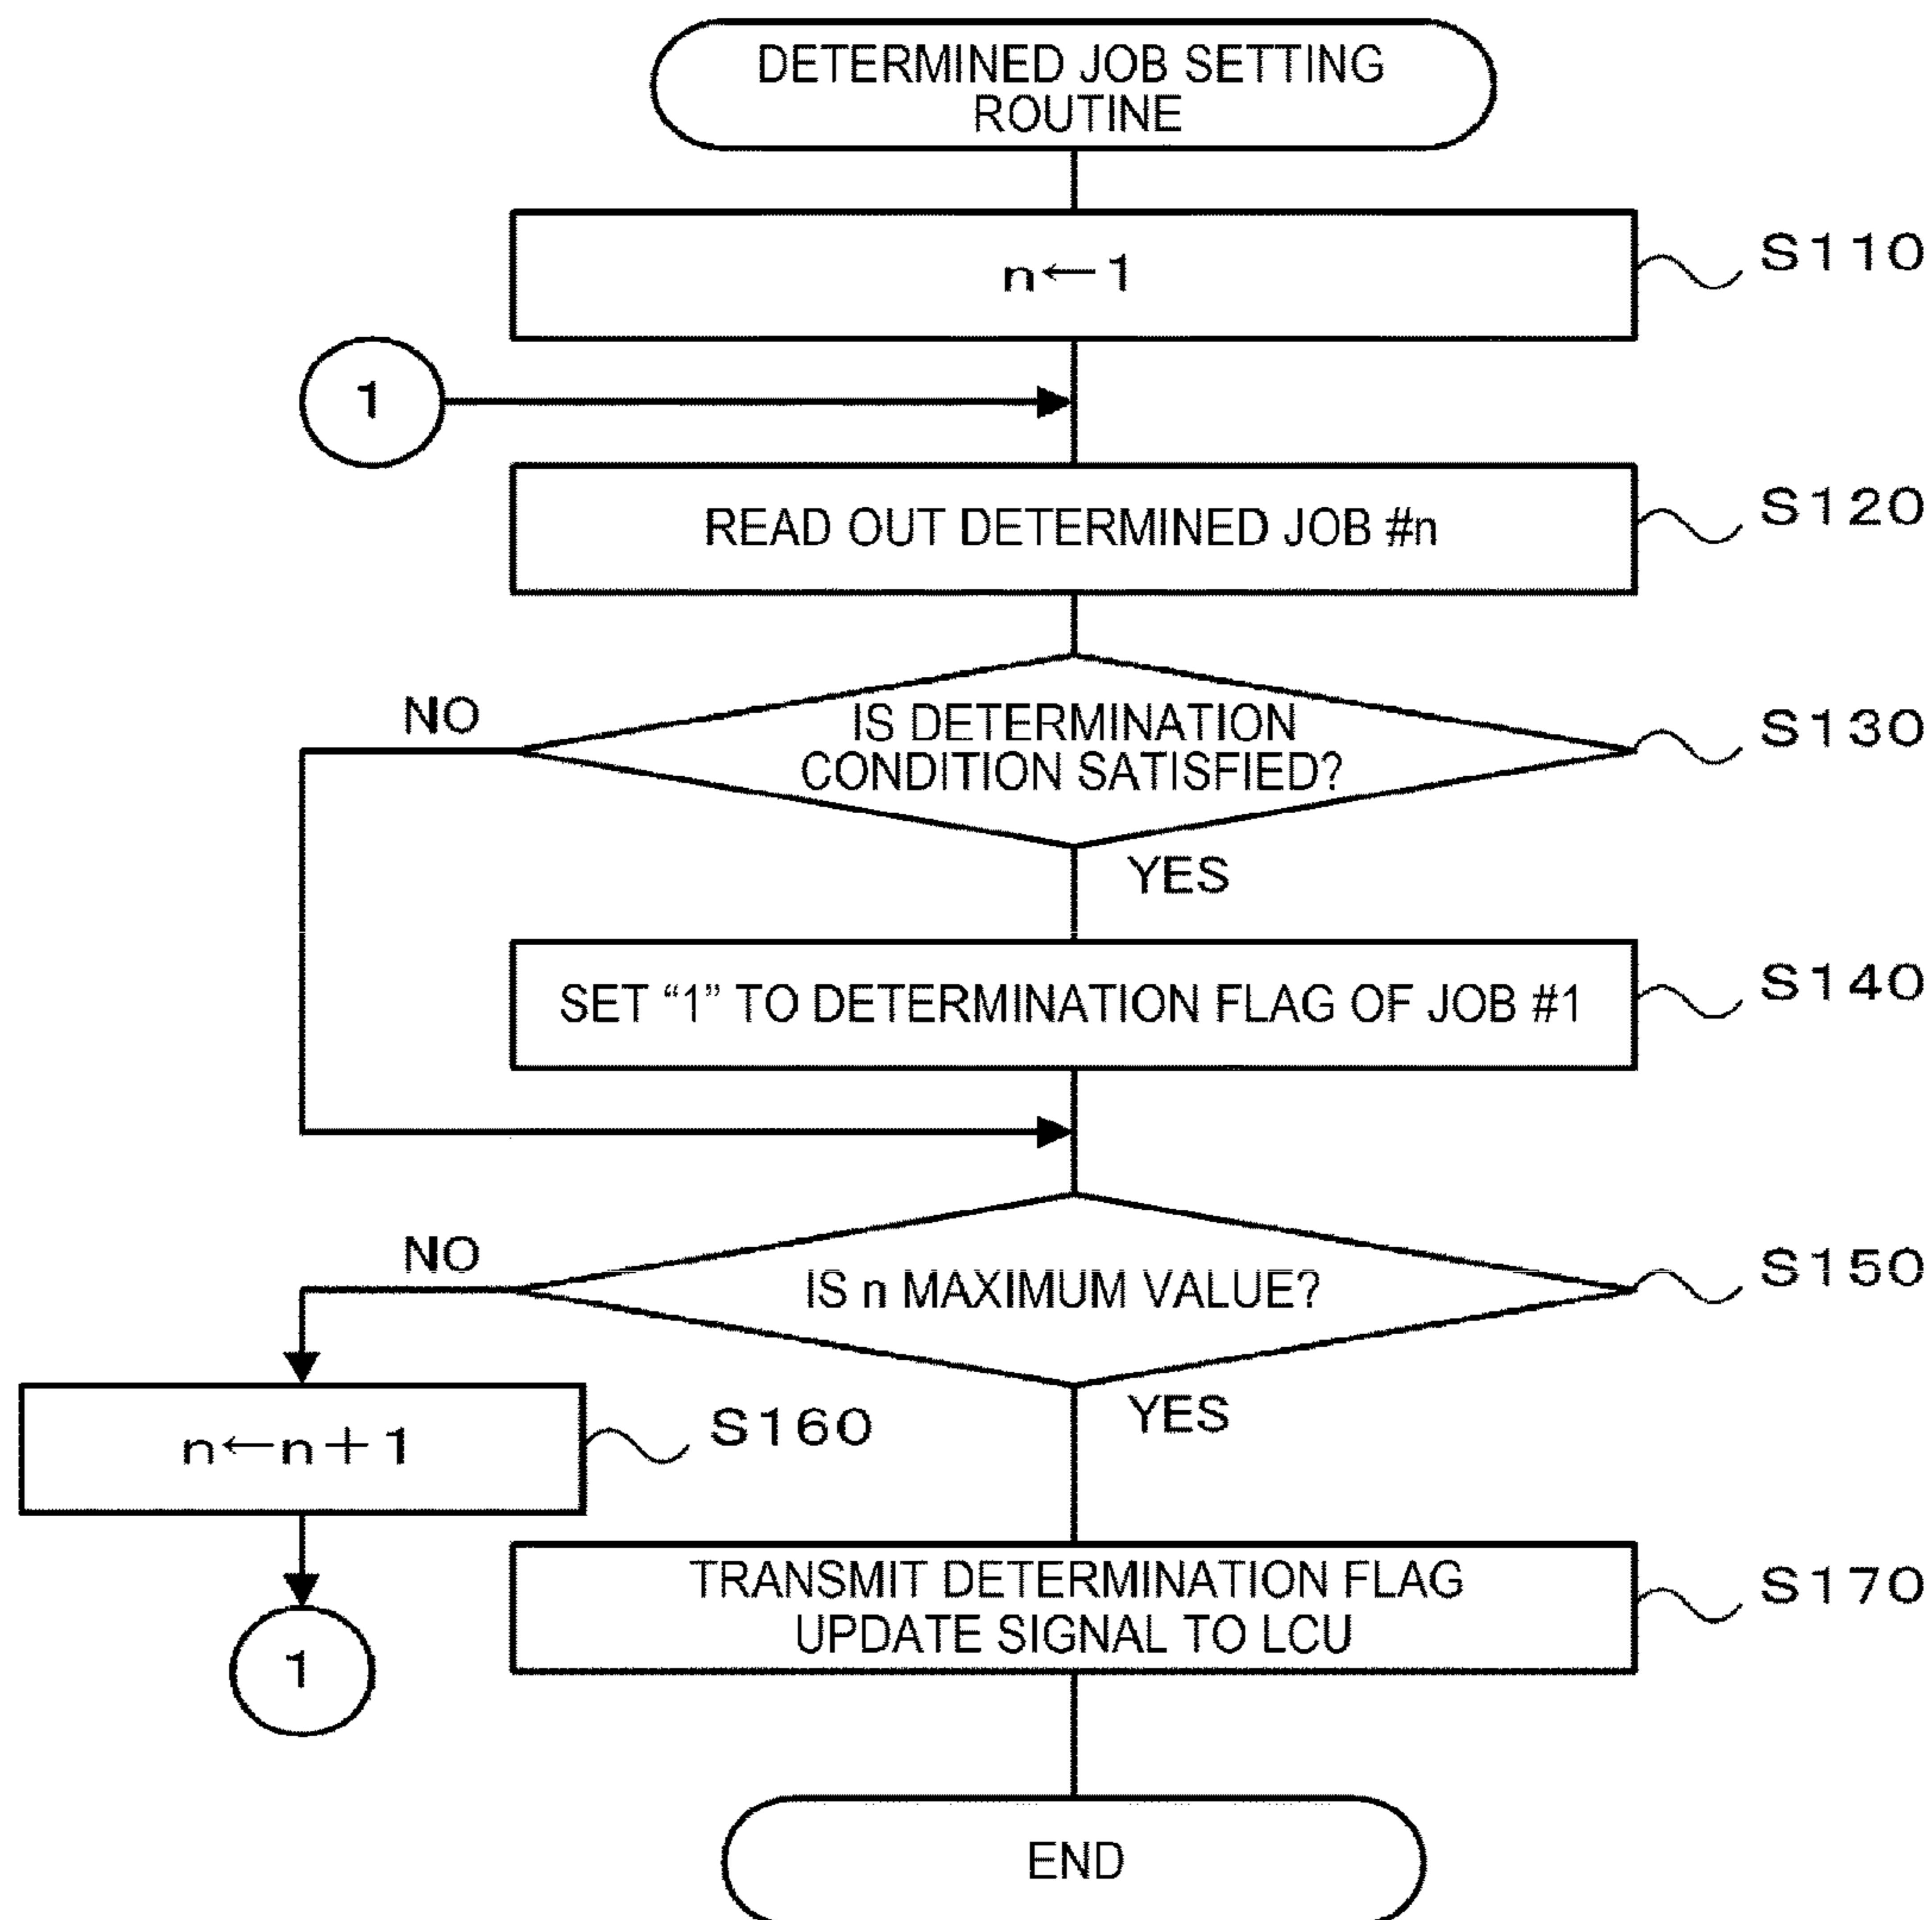 DETERMINED JOB SETTING
ROUTINE
n←1
S110
1
READ OUT DETERMINED JOB #n
S120
NO
IS DETERMINATION
CONDITION SATISFIED?
S130
YES
SET “1” TO DETERMINATION FLAG OF JOB #1
S140
NO
IS n MAXIMUM VALUE?
S150
YES
n←n+1
S160
TRANSMIT DETERMINATION FLAG
UPDATE SIGNAL TO LCU
S170
1
END